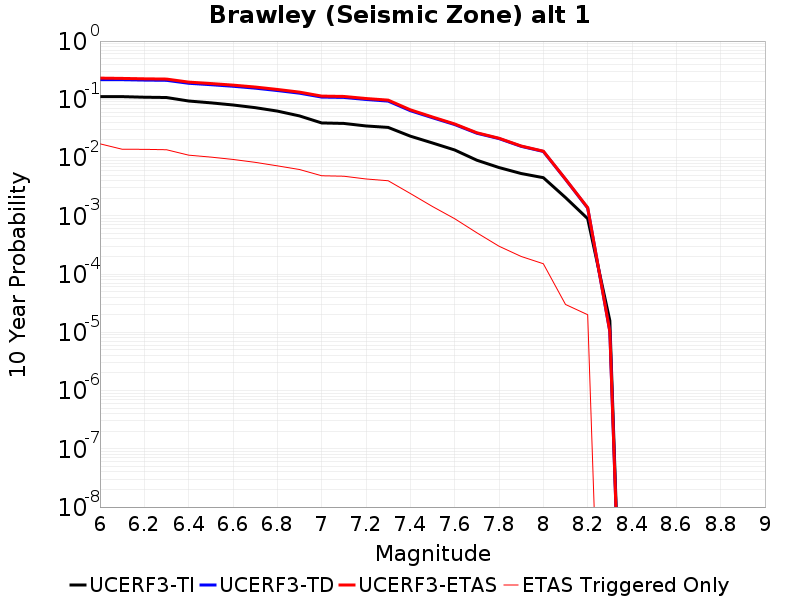 Brawley (Seismic Zone) alt 1
10^0
10^-1
10^-2
10^-3
10^-4
10^-5
10^-6
10^-7
10^-8
10 Year Probability
6 6.2 6.4 6.6 6.8 7 7.2 7.4 7.6 7.8 8 8.2 8.4 8.6 8.8 9
Magnitude
UCERF3-TI UCERF3-TD UCERF3-ETAS ETAS Triggered Only